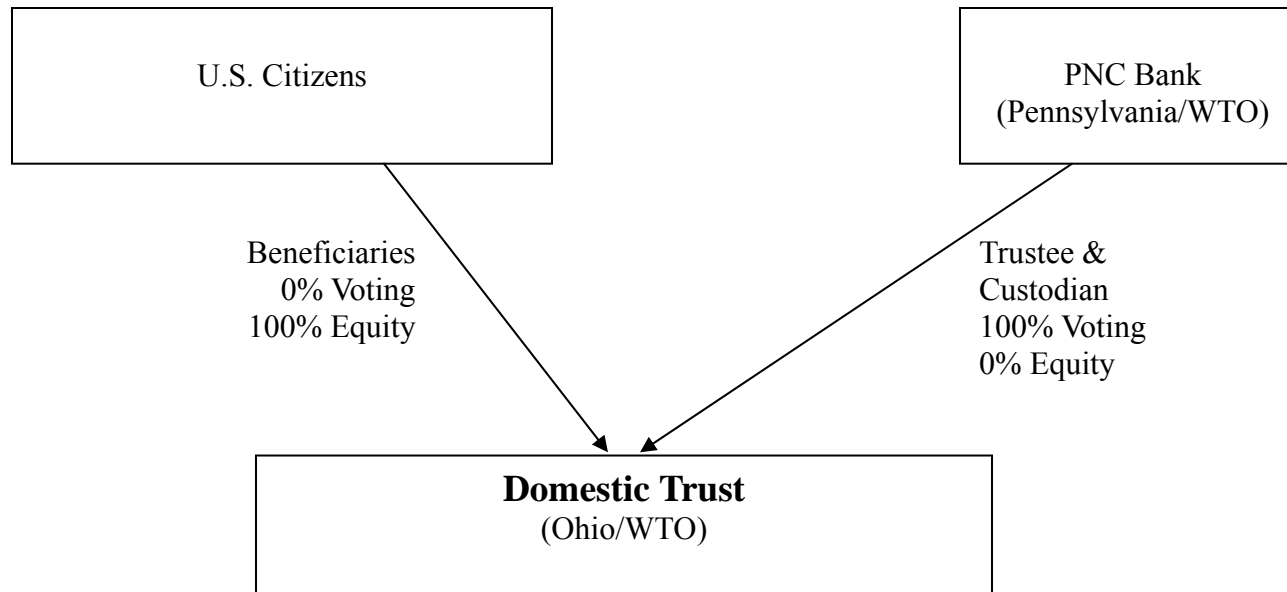 U.S. Citizens
PNC Bank
(Pennsylvania/WTO)
Beneficiaries
0% Voting
100% Equity
Trustee &
Custodian
100% Voting
0% Equity
Domestic Trust
(Ohio/WTO)